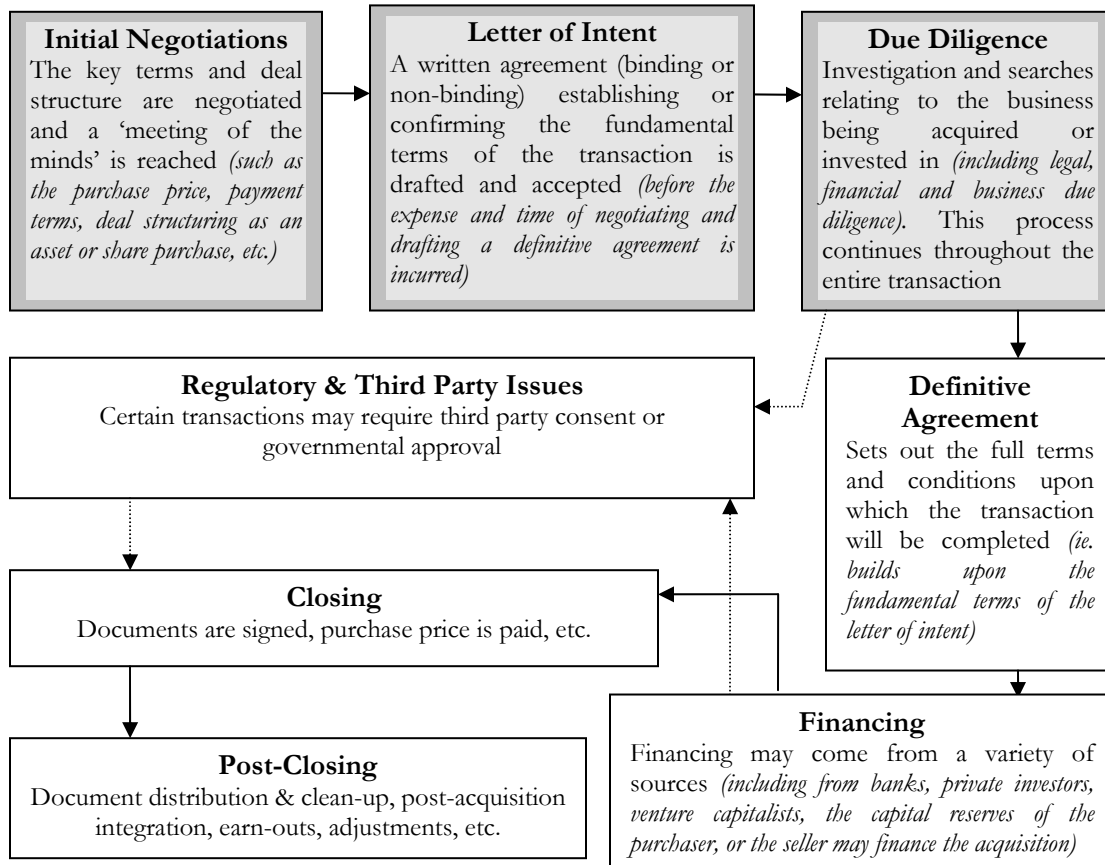 Initial Negotiations
The key terms and deal
structure are negotiated
and a ‘meeting of the
minds’ is reached (such as
the purchase price, payment
terms, deal structuring as an
asset or share purchase, etc.)
Letter of Intent
A written agreement (binding or
non-binding) establishing or
confirming the fundamental
terms of the transaction is
drafted and accepted (before the
expense and time of negotiating and
drafting a definitive agreement is
incurred)
Due Diligence
Investigation and searches
relating to the business
being acquired or
invested in (including legal,
financial and business due
diligence). This process
continues throughout the
entire transaction
Regulatory & Third Party Issues
Certain transactions may require third party consent or
governmental approval
Definitive
Agreement
Sets out the full terms
and conditions upon
which the transaction
will be completed (ie.
builds upon the
fundamental terms of the
letter of intent)
Closing
Documents are signed, purchase price is paid, etc.
Financing
Financing may come from a variety of
sources (including from banks, private investors,
venture capitalists, the capital reserves of the
purchaser, or the seller may finance the acquisition)
Post-Closing
Document distribution & clean-up, post-acquisition
integration, earn-outs, adjustments, etc.